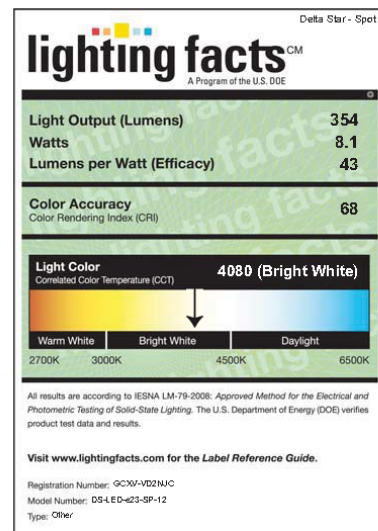 Delta Star - Spot
lighting facts CM
A Program of the U.S. DOE
Light Output (Lumens) 354
Watts 8.1
Lumens per Watt (Efficacy) 43
Color Accuracy 68
Color Rendering Index (CRI)
Light Color 4080 (Bright White)
Correlated Color Temperature (CCT)
Warm White Bright White Daylight
2700K 3000K 4500K 6500K
All results are according to IESNA LM-79-2008: Approved Method for the Electrical and
Photometric Testing of Solid-State Lighting. The U.S. Department of Energy (DOE) verifies
product test data and results.
Visit www.lightingfacts.com for the Label Reference Guide.
Registration Number: GCXV-VD2NJC
Model Number: DS-LED-e23-SP-12
Type: Other